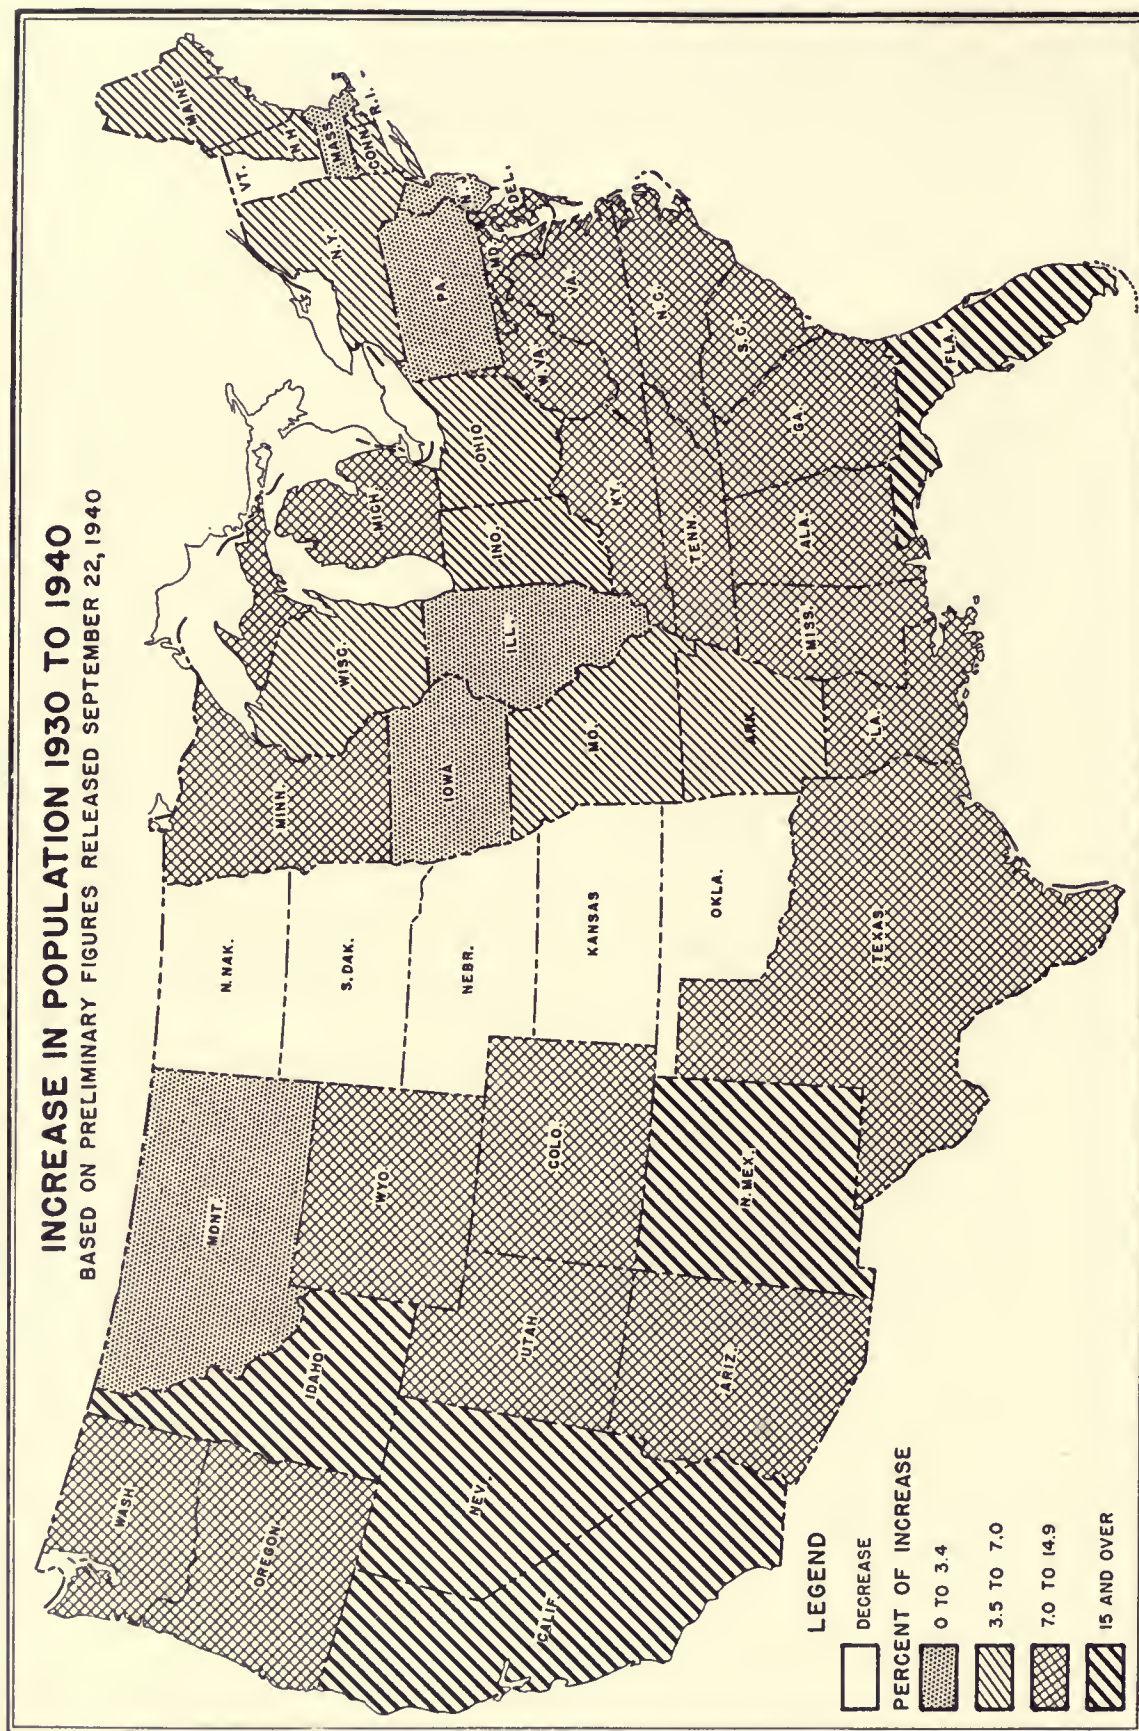 INCREASE IN POPULATION 1930 TO 1940
BASED ON PRELIMINARY FIGURES RELEASED SEPTEMBER 22, 1940
WASH.
OREGON.
CALIF.
NEV.
IDAHO
MONT.
WYO.
UTAH
COLO.
ARIZ.
N. MEX.
N. NAK.
S. DAK.
NEBR.
KANSAS
OKLA.
TEXAS
MINN.
IOWA
MO.
ARK.
LA.
WISC.
ILL.
MICH.
INO.
OHIO
KY.
TENN.
MISS.
ALA.
GA.
FLA.
S.C.
N.C.
VA.
W. VA.
MD.
DEL.
PA.
N.J.
N.Y.
VT.
N.H.
MAINE
MASS.
CONN.
R.I.
LEGEND
DECREASE
PERCENT OF INCREASE
0 TO 3.4
3.5 TO 7.0
7.0 TO 14.9
15 AND OVER